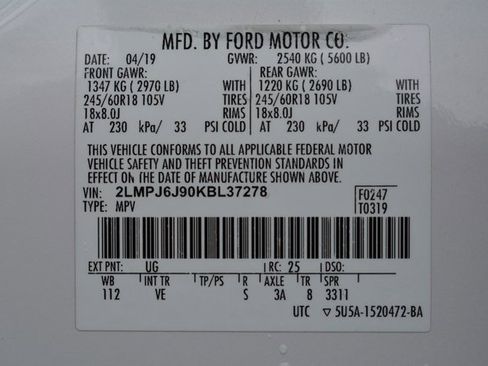 MFD. BY FORD MOTOR CO.
DATE: 04/19 GVWR: 2540 KG ( 5600 LB)
FRONT GAWR: REAR GAWR:
1347 KG ( 2970 LB) WITH 1220 KG ( 2690 LB) WITH
245/60R18 105V TIRES 245/60R18 105V TIRES
18x8.0J RIMS 18x8.0J RIMS
AT 230 kPa/ 33 PSI COLD AT 230 kPa/ 33 PSI COLD
THIS VEHICLE CONFORMS TO ALL APPLICABLE FEDERAL MOTOR
VEHICLE SAFETY AND THEFT PREVENTION STANDARDS IN
EFFECT ON THE DATE OF MANUFACTURE SHOWN ABOVE.
VIN: 2LMPJ6J90KBL37278 F0247
TYPE: MPV T0319
EXT PNT: UG RC: 25 DSO:
WB INT TR TP/PS R AXLE TR SPR
112 VE S 3A 8 3311
UTC ▽ 5U5A-1520472-BA